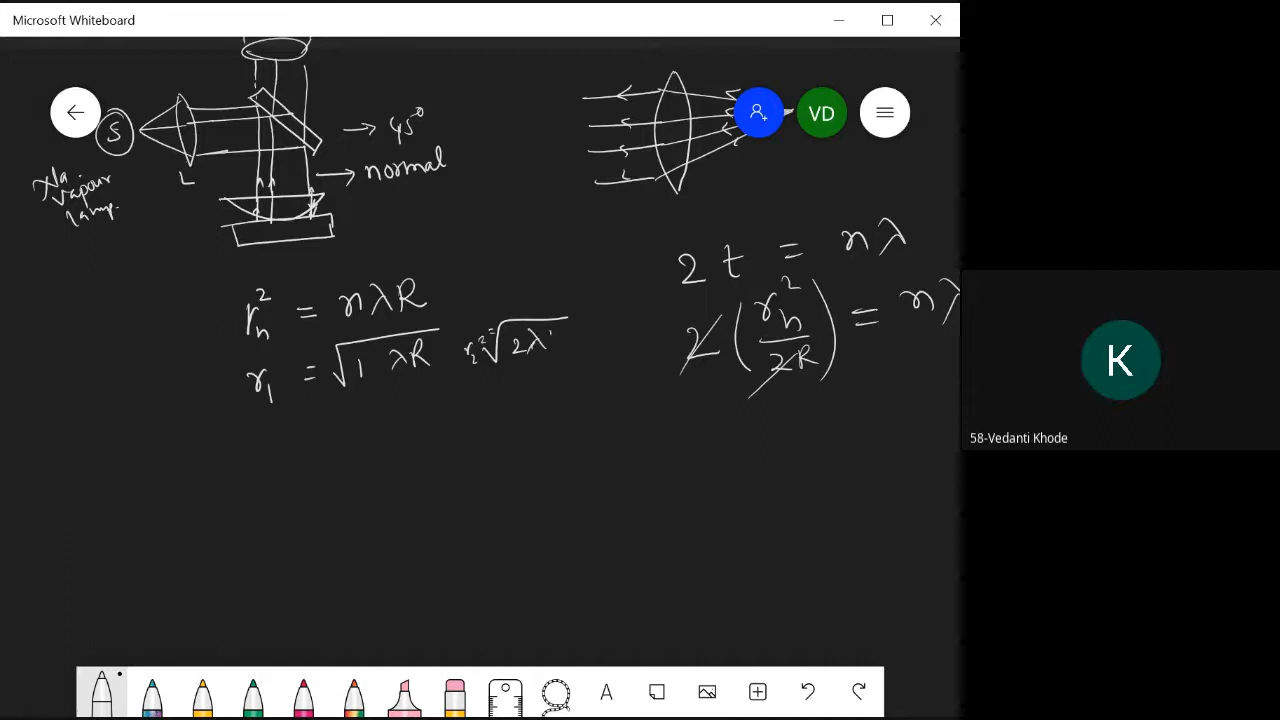 Microsoft Whiteboard
S
L
Na
vapour
lamp.
→ 45°
→ normal
VD
2 t = nλ
2 (rₙ² / 2R) = nλ
rₙ² = nλR
r₁ = √1 λR r₂ = √2λ
K
58-Vedanti Khode
A